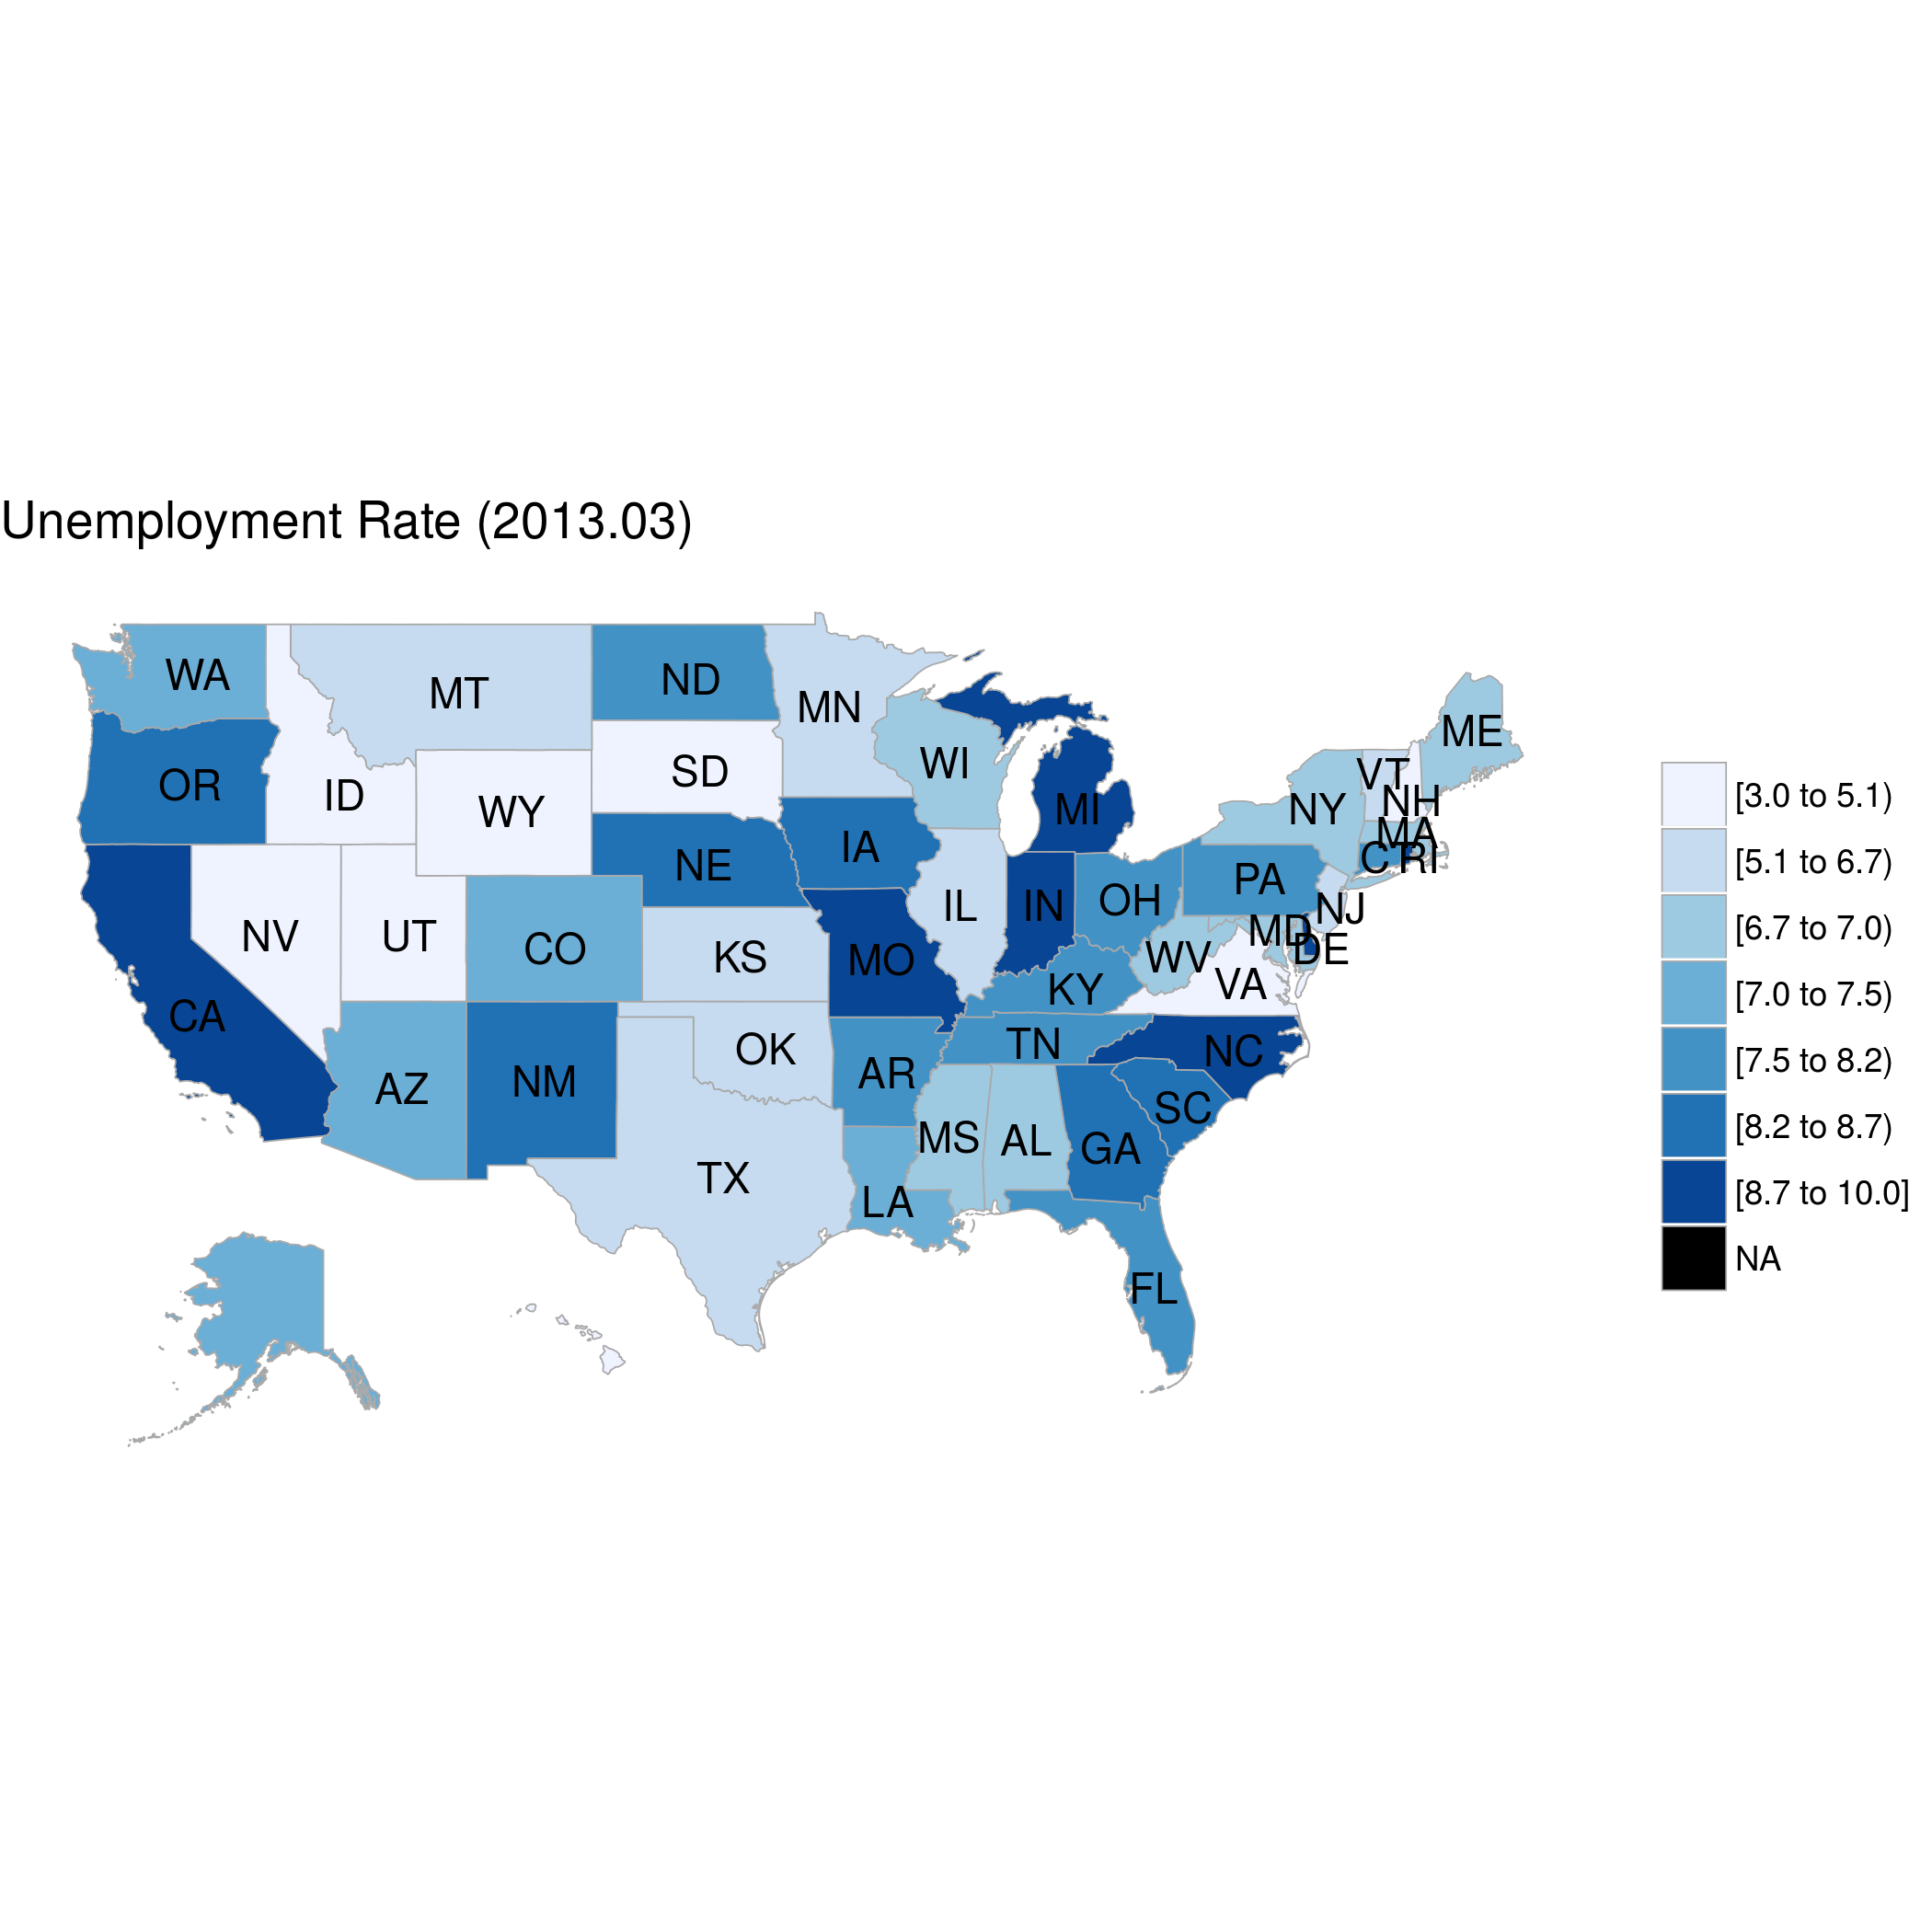 Unemployment Rate (2013.03)
WA
MT
ND
MN
ME
OR
ID
WY
SD
WI
MI
NY
VT
NH
MA
CT
RI
NE
IA
PA
NV
UT
CO
KS
MO
IL
IN
OH
NJ
MD
DE
WV
VA
KY
CA
AZ
NM
OK
AR
TN
NC
SC
TX
LA
MS
AL
GA
FL
[3.0 to 5.1)
[5.1 to 6.7)
[6.7 to 7.0)
[7.0 to 7.5)
[7.5 to 8.2)
[8.2 to 8.7)
[8.7 to 10.0]
NA